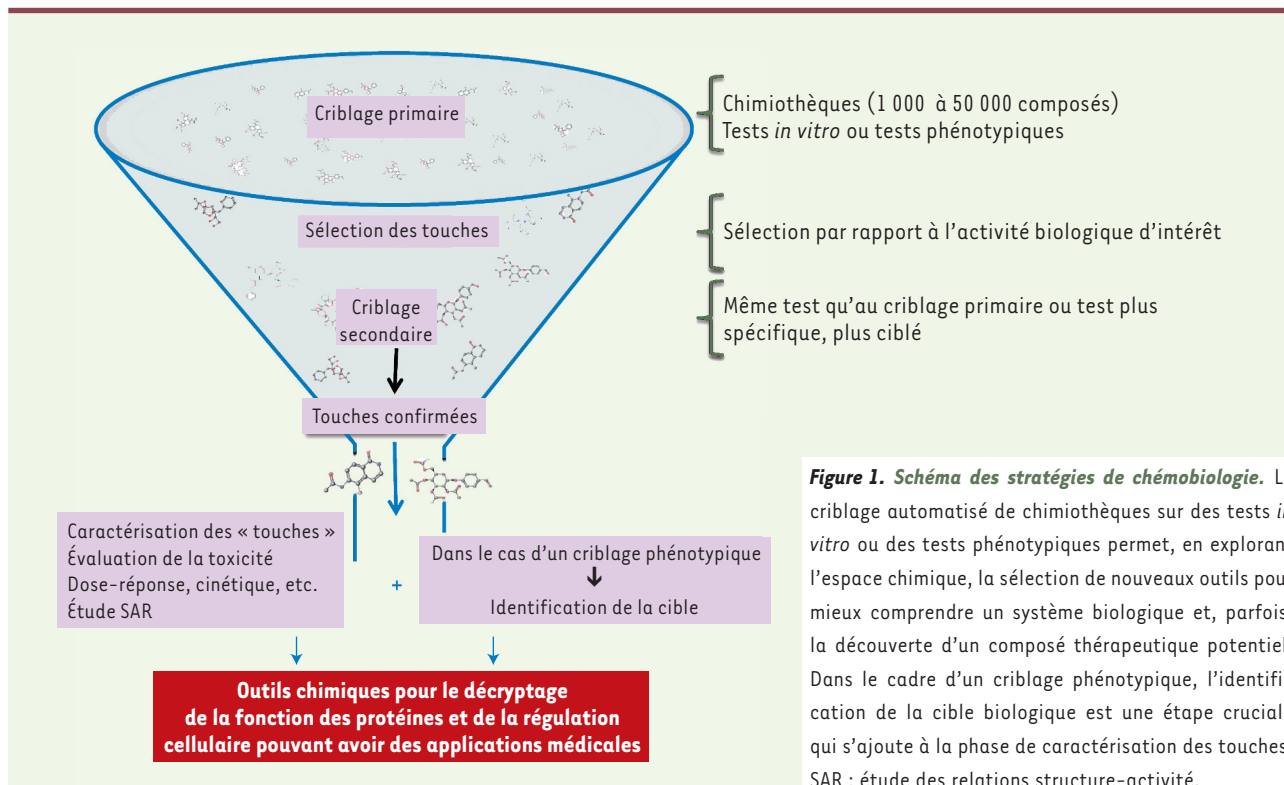 Criblage primaire
Chimiothèques (1 000 à 50 000 composés)
Tests in vitro ou tests phénotypiques
Sélection des touches
Sélection par rapport à l’activité biologique d’intérêt
Criblage
secondaire
Même test qu’au criblage primaire ou test plus
spécifique, plus ciblé
Touches confirmées
Caractérisation des « touches »
Évaluation de la toxicité
Dose-réponse, cinétique, etc.
Étude SAR
+
Dans le cas d’un criblage phénotypique
Identification de la cible
Outils chimiques pour le décryptage
de la fonction des protéines et de la régulation
cellulaire pouvant avoir des applications médicales
Figure 1. Schéma des stratégies de chémobiologie. L
criblage automatisé de chimiothèques sur des tests i
vitro ou des tests phénotypiques permet, en exploran
l’espace chimique, la sélection de nouveaux outils pou
mieux comprendre un système biologique et, parfois
la découverte d’un composé thérapeutique potentiel
Dans le cadre d’un criblage phénotypique, l’identifi
cation de la cible biologique est une étape crucial
qui s’ajoute à la phase de caractérisation des touches
SAR : étude des relations structure-activité.